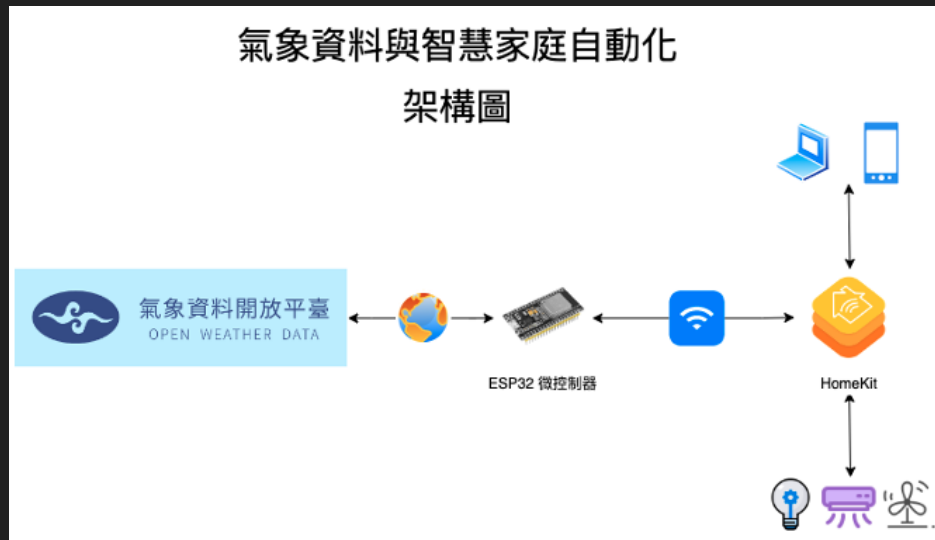 氣象資料與智慧家庭自動化
架構圖
氣象資料開放平臺
OPEN WEATHER DATA
ESP32 微控制器
HomeKit